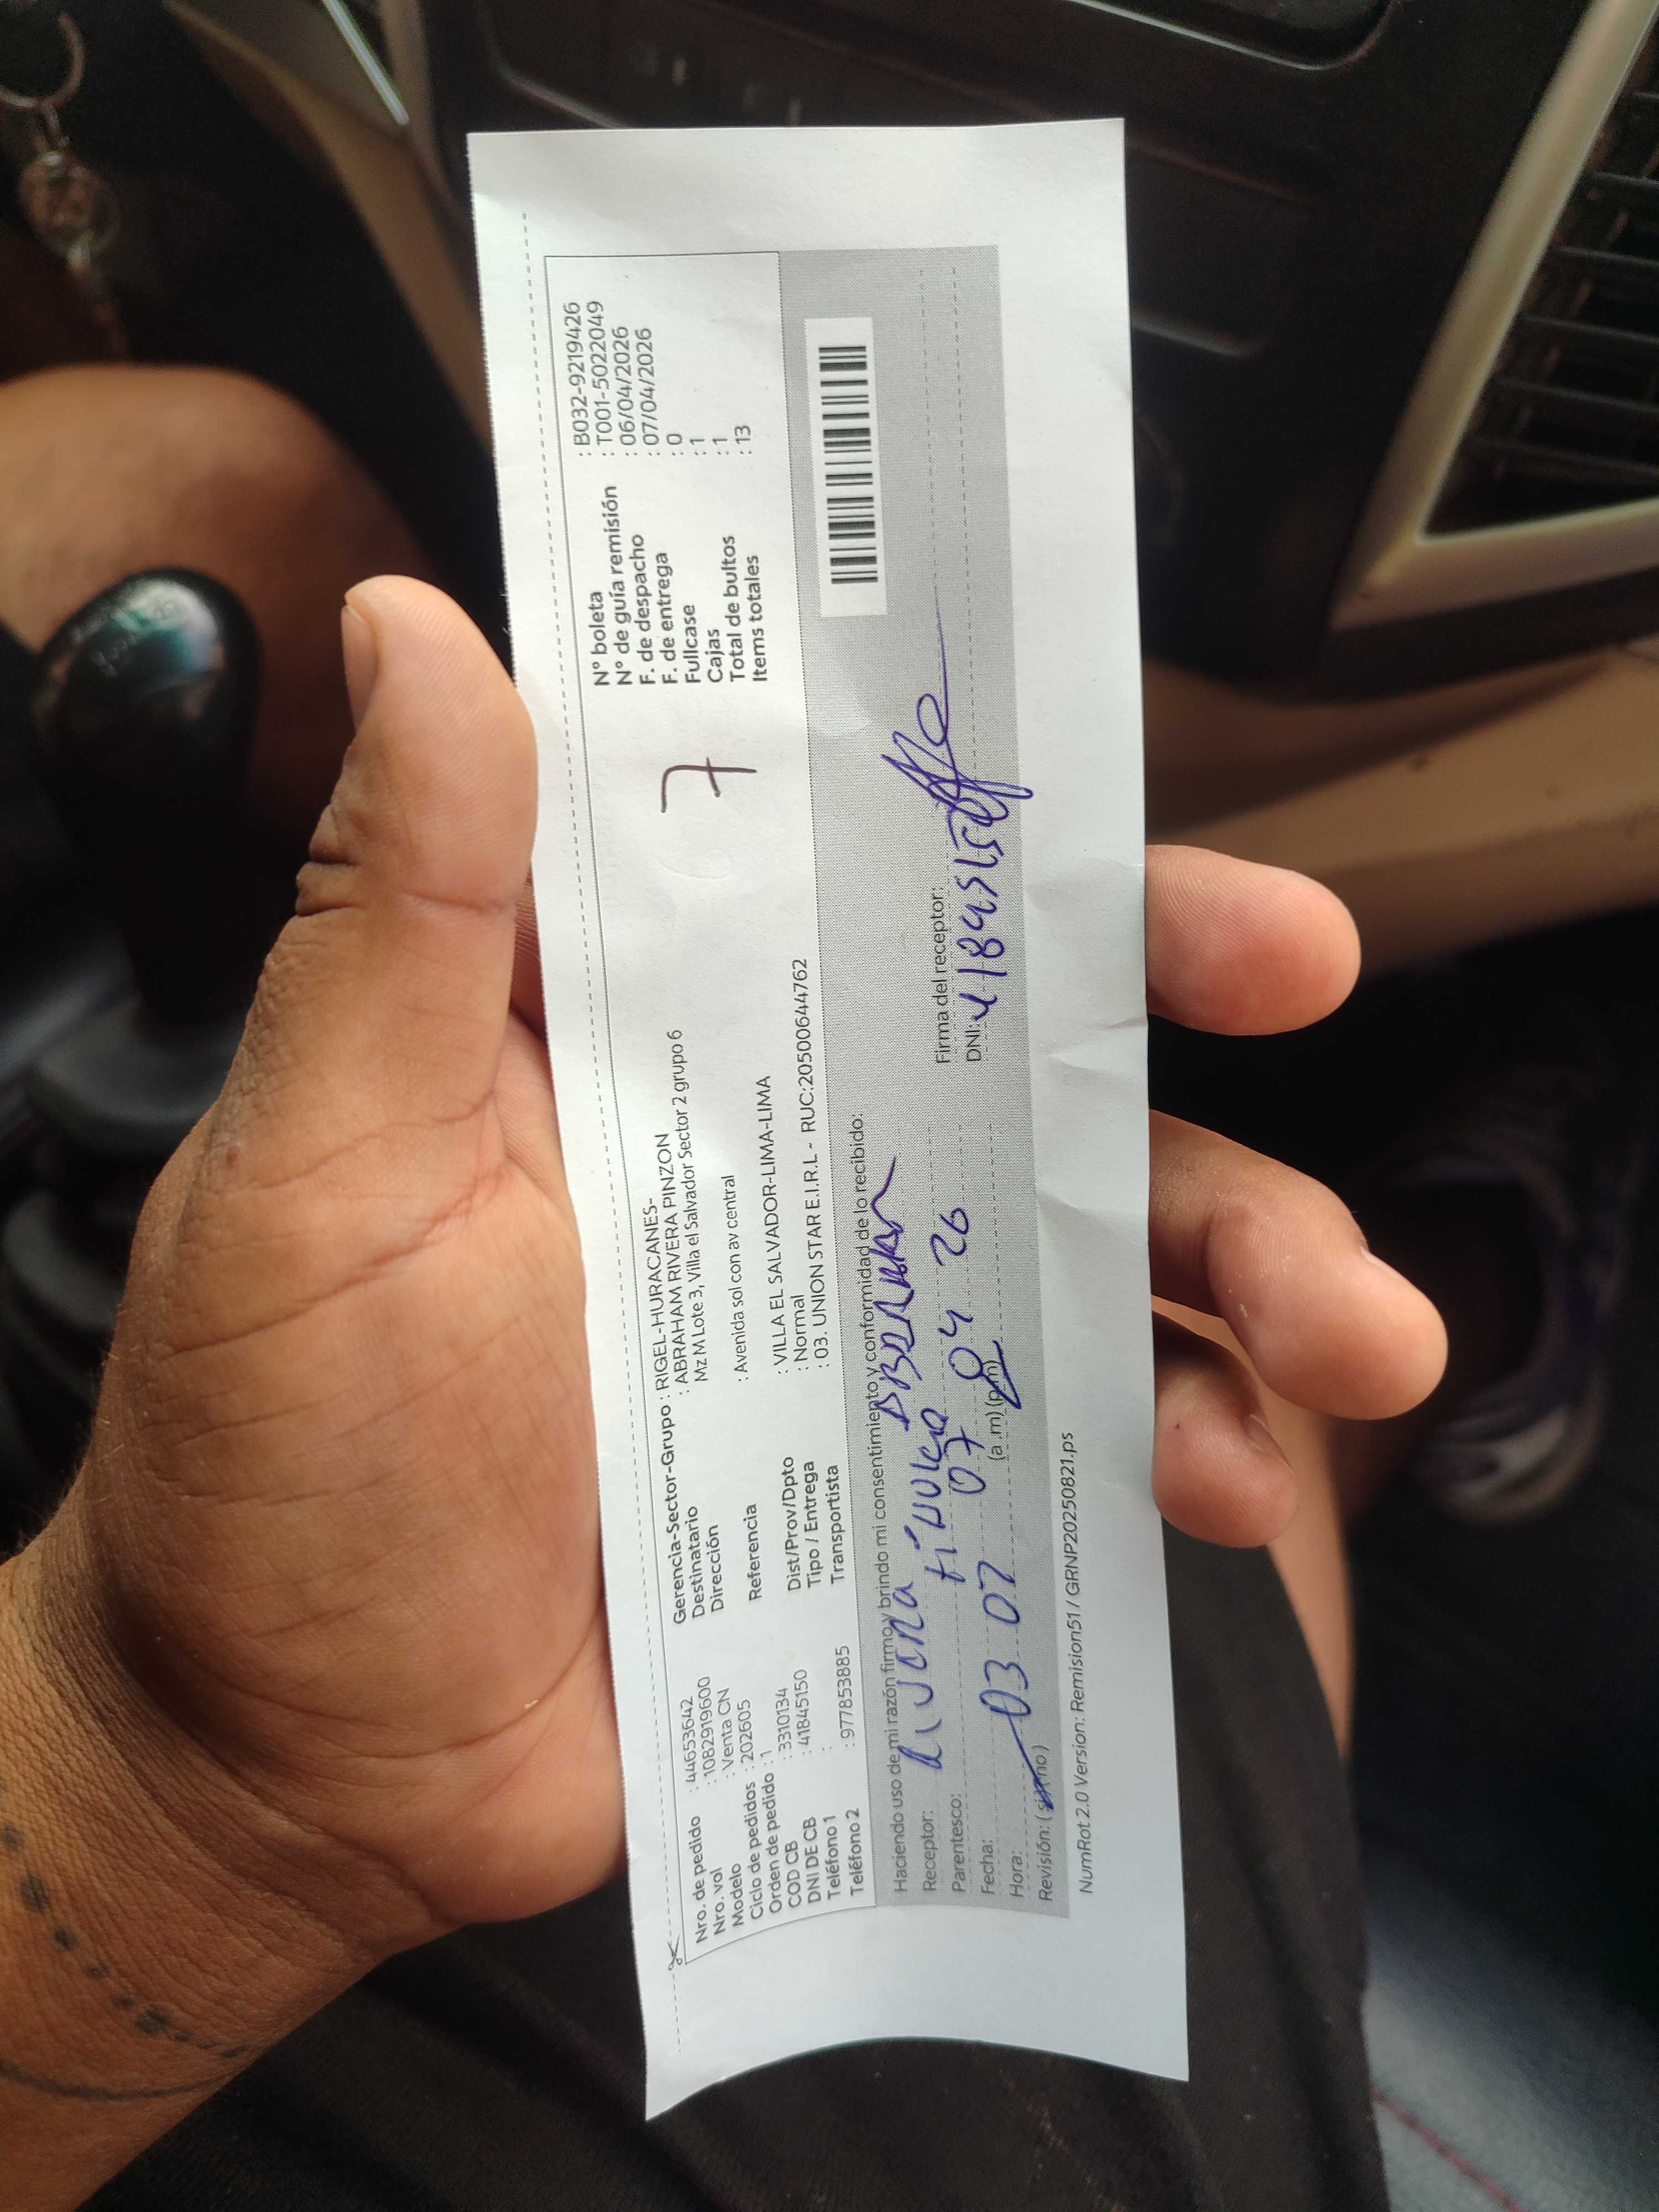 Nro. de pedido : 44653642
Nro. vol : 1082919600
Modelo : Venta CN
Ciclo de pedidos : 202605
Orden de pedido : 1
COD CB : 3310134
DNI DE CB : 41845150
Teléfono 1 :
Teléfono 2 : 977853885
Gerencia-Sector-Grupo : RIGEL-HURACANES-
Destinatario : ABRAHAM RIVERA PINZON
Dirección Mz M Lote 3, Villa el Salvador Sector 2 grupo 6
Referencia : Avenida sol con av central
Dist/Prov/Dpto : VILLA EL SALVADOR-LIMA-LIMA
Tipo / Entrega : Normal
Transportista : 03. UNION STAR E.I.R.L - RUC:20500644762
7
N° boleta : B032-9219426
N° de guía remisión : T001-5022049
F. de despacho : 06/04/2026
F. de entrega : 07/04/2026
Fullcase : 0
Cajas : 1
Total de bultos : 1
Items totales : 13
Haciendo uso de mi razón firmo y brindo mi consentimiento y conformidad de lo recibido:
Receptor:
Parentesco:
Fecha: 07 04 26
Hora: 03 07 (a.m) (p.m)
Revisión: (si) (no)
Firma del receptor:
DNI:
NumRot 2.0 Version: Remision51 / GRNP20250821.ps